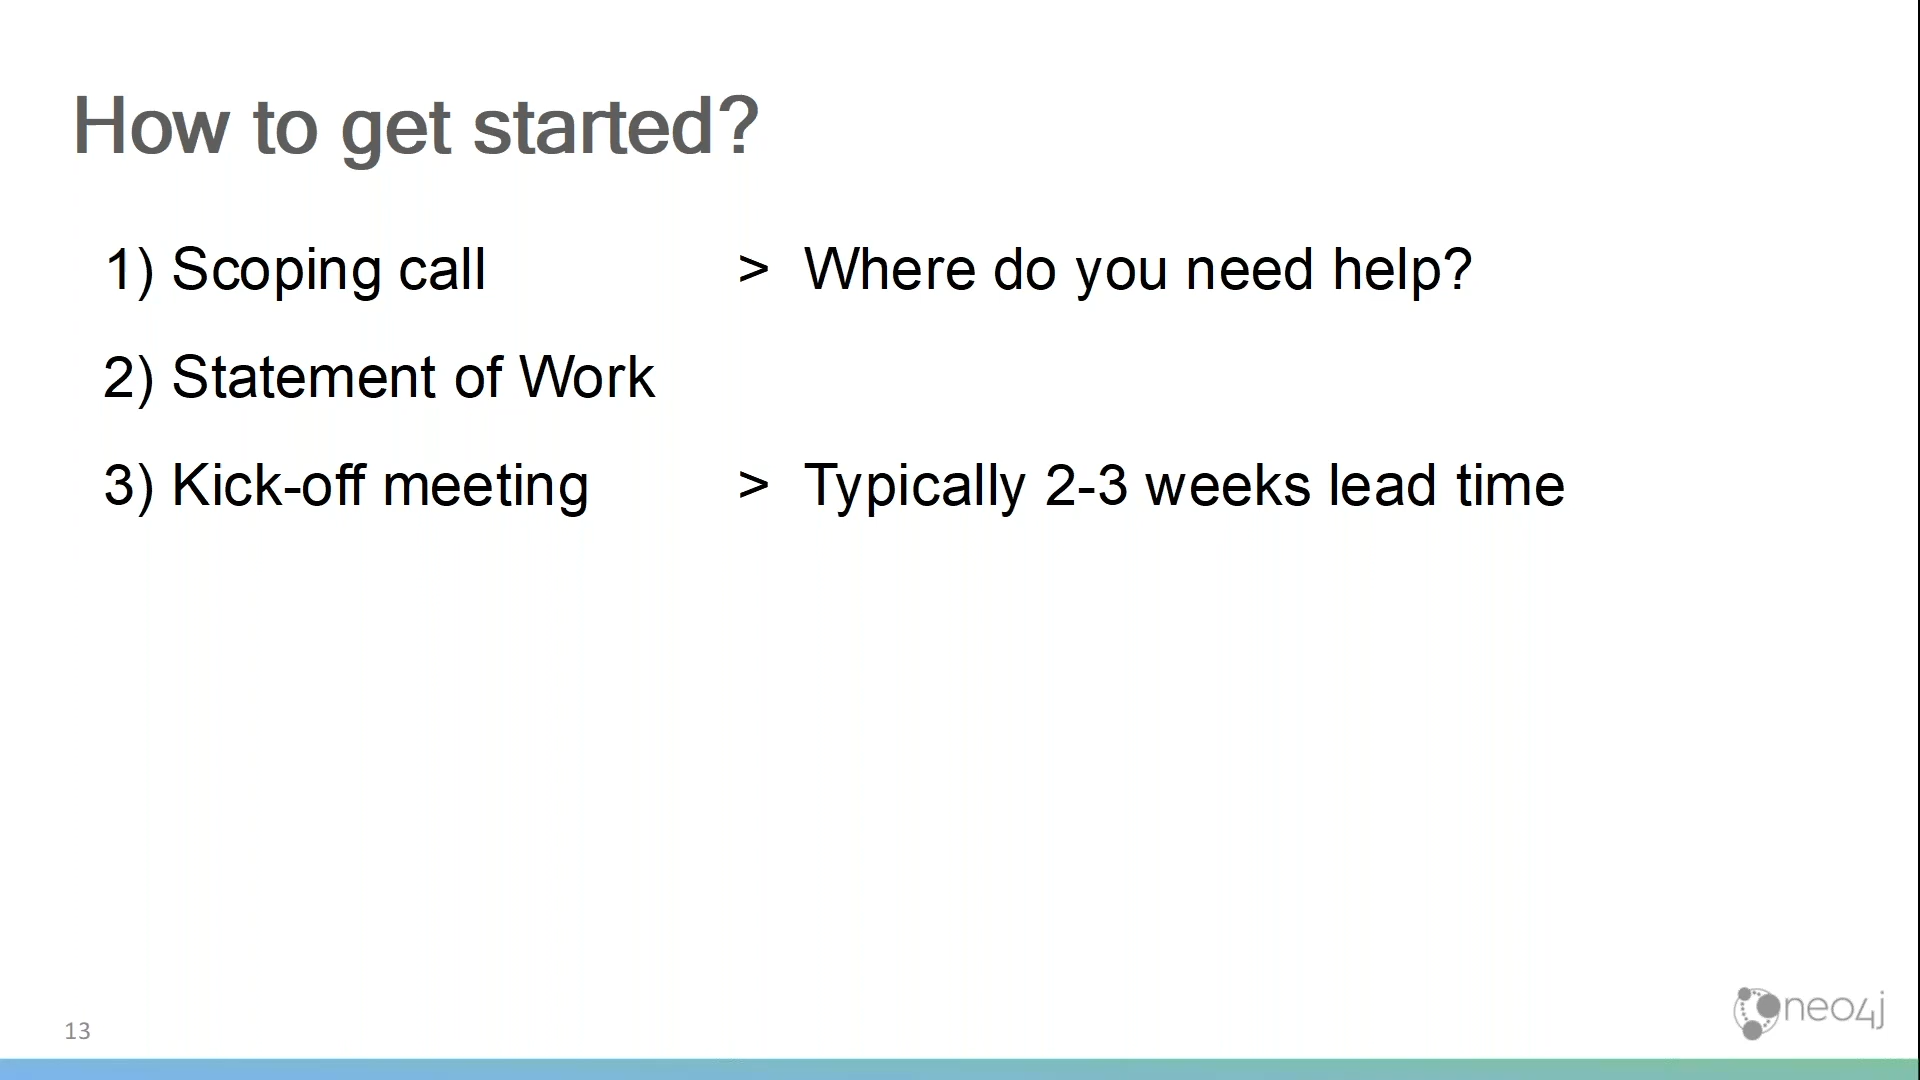 How to get started?
1) Scoping call > Where do you need help?
2) Statement of Work
3) Kick-off meeting > Typically 2-3 weeks lead time
13
neo4j